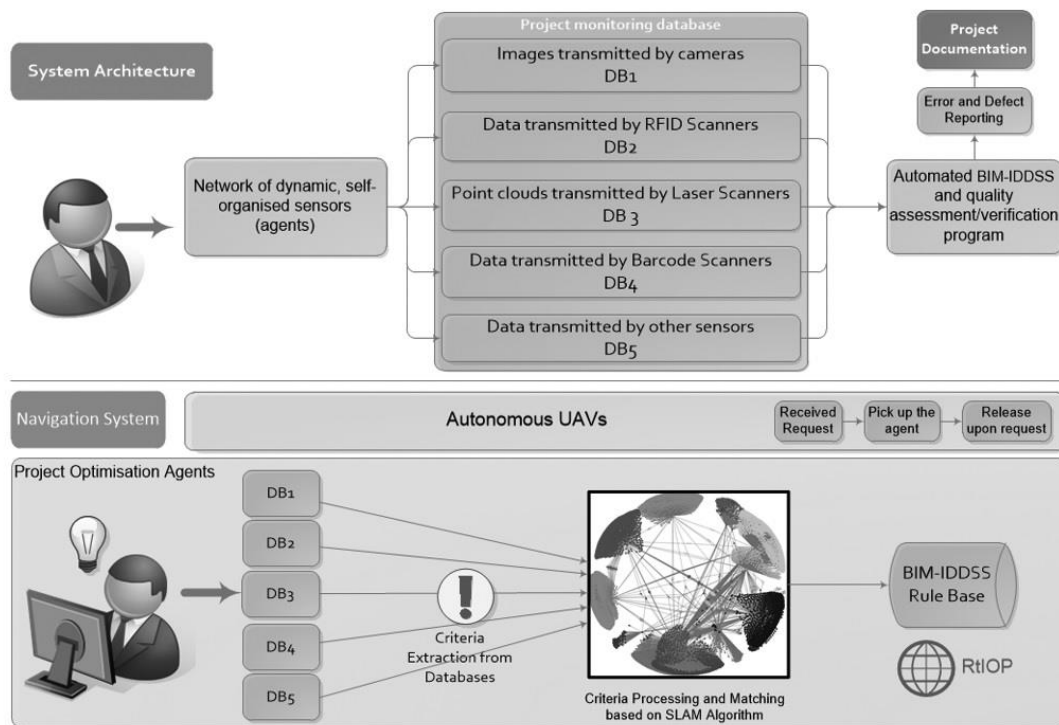 System Architecture
Network of dynamic, self-
organised sensors
(agents)
Project monitoring database
Images transmitted by cameras
DB1
Data transmitted by RFID Scanners
DB2
Point clouds transmitted by Laser Scanners
DB 3
Data transmitted by Barcode Scanners
DB4
Data transmitted by other sensors
DB5
Project
Documentation
Error and Defect
Reporting
Automated BIM-IDDSS
and quality
assessment/verification
program
Navigation System
Autonomous UAVs
Received
Request
Pick up the
agent
Release
upon request
Project Optimisation Agents
DB1
DB2
DB3
DB4
DB5
!
Criteria
Extraction from
Databases
Criteria Processing and Matching
based on SLAM Algorithm
BIM-IDDSS
Rule Base
RtIOP